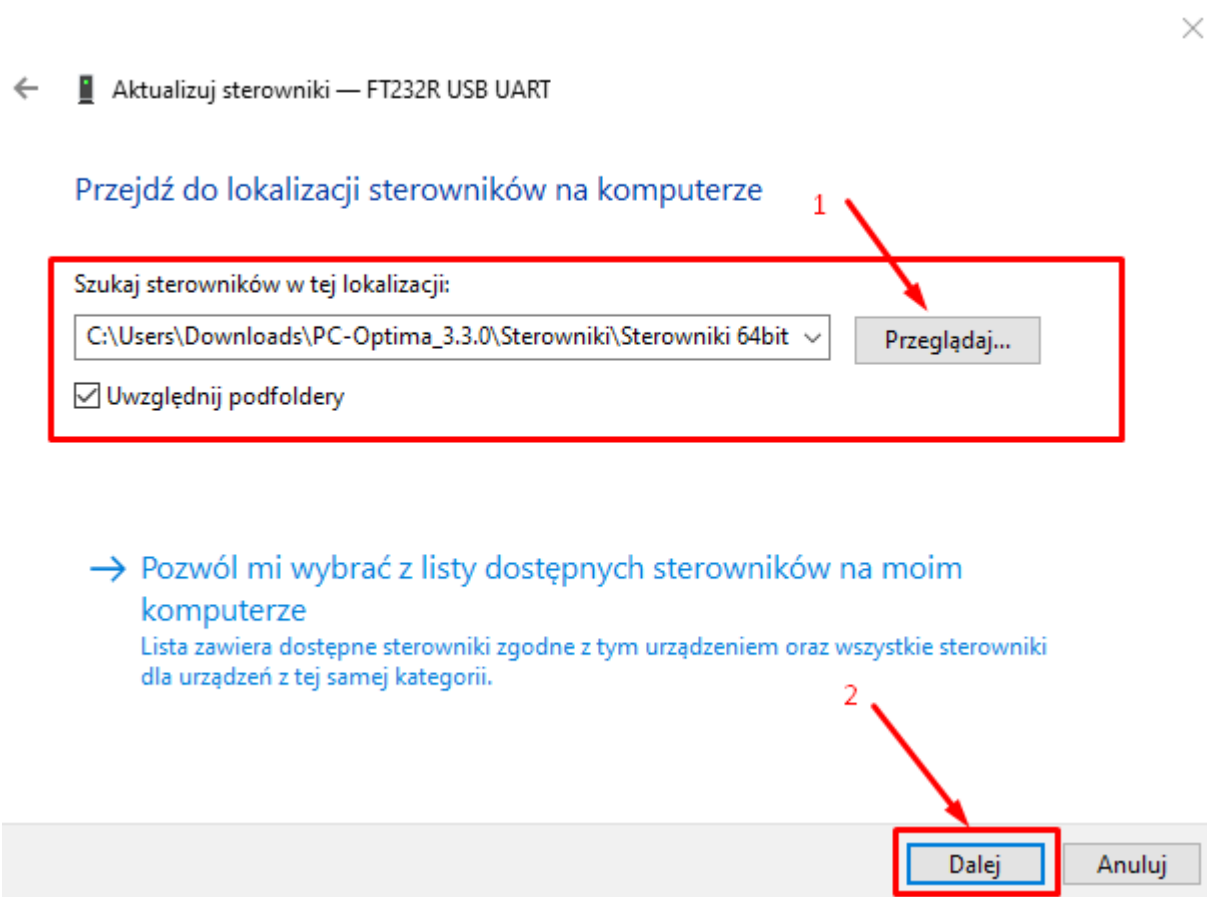 Aktualizuj sterowniki — FT232R USB UART
Przejdź do lokalizacji sterowników na komputerze
1
Szukaj sterowników w tej lokalizacji:
C:\Users\Downloads\PC-Optima_3.3.0\Sterowniki\Sterowniki 64bit
Przeglądaj...
Uwzględnij podfoldery
Pozwól mi wybrać z listy dostępnych sterowników na moim
komputerze
Lista zawiera dostępne sterowniki zgodne z tym urządzeniem oraz wszystkie sterowniki
dla urządzeń z tej samej kategorii.
2
Dalej
Anuluj